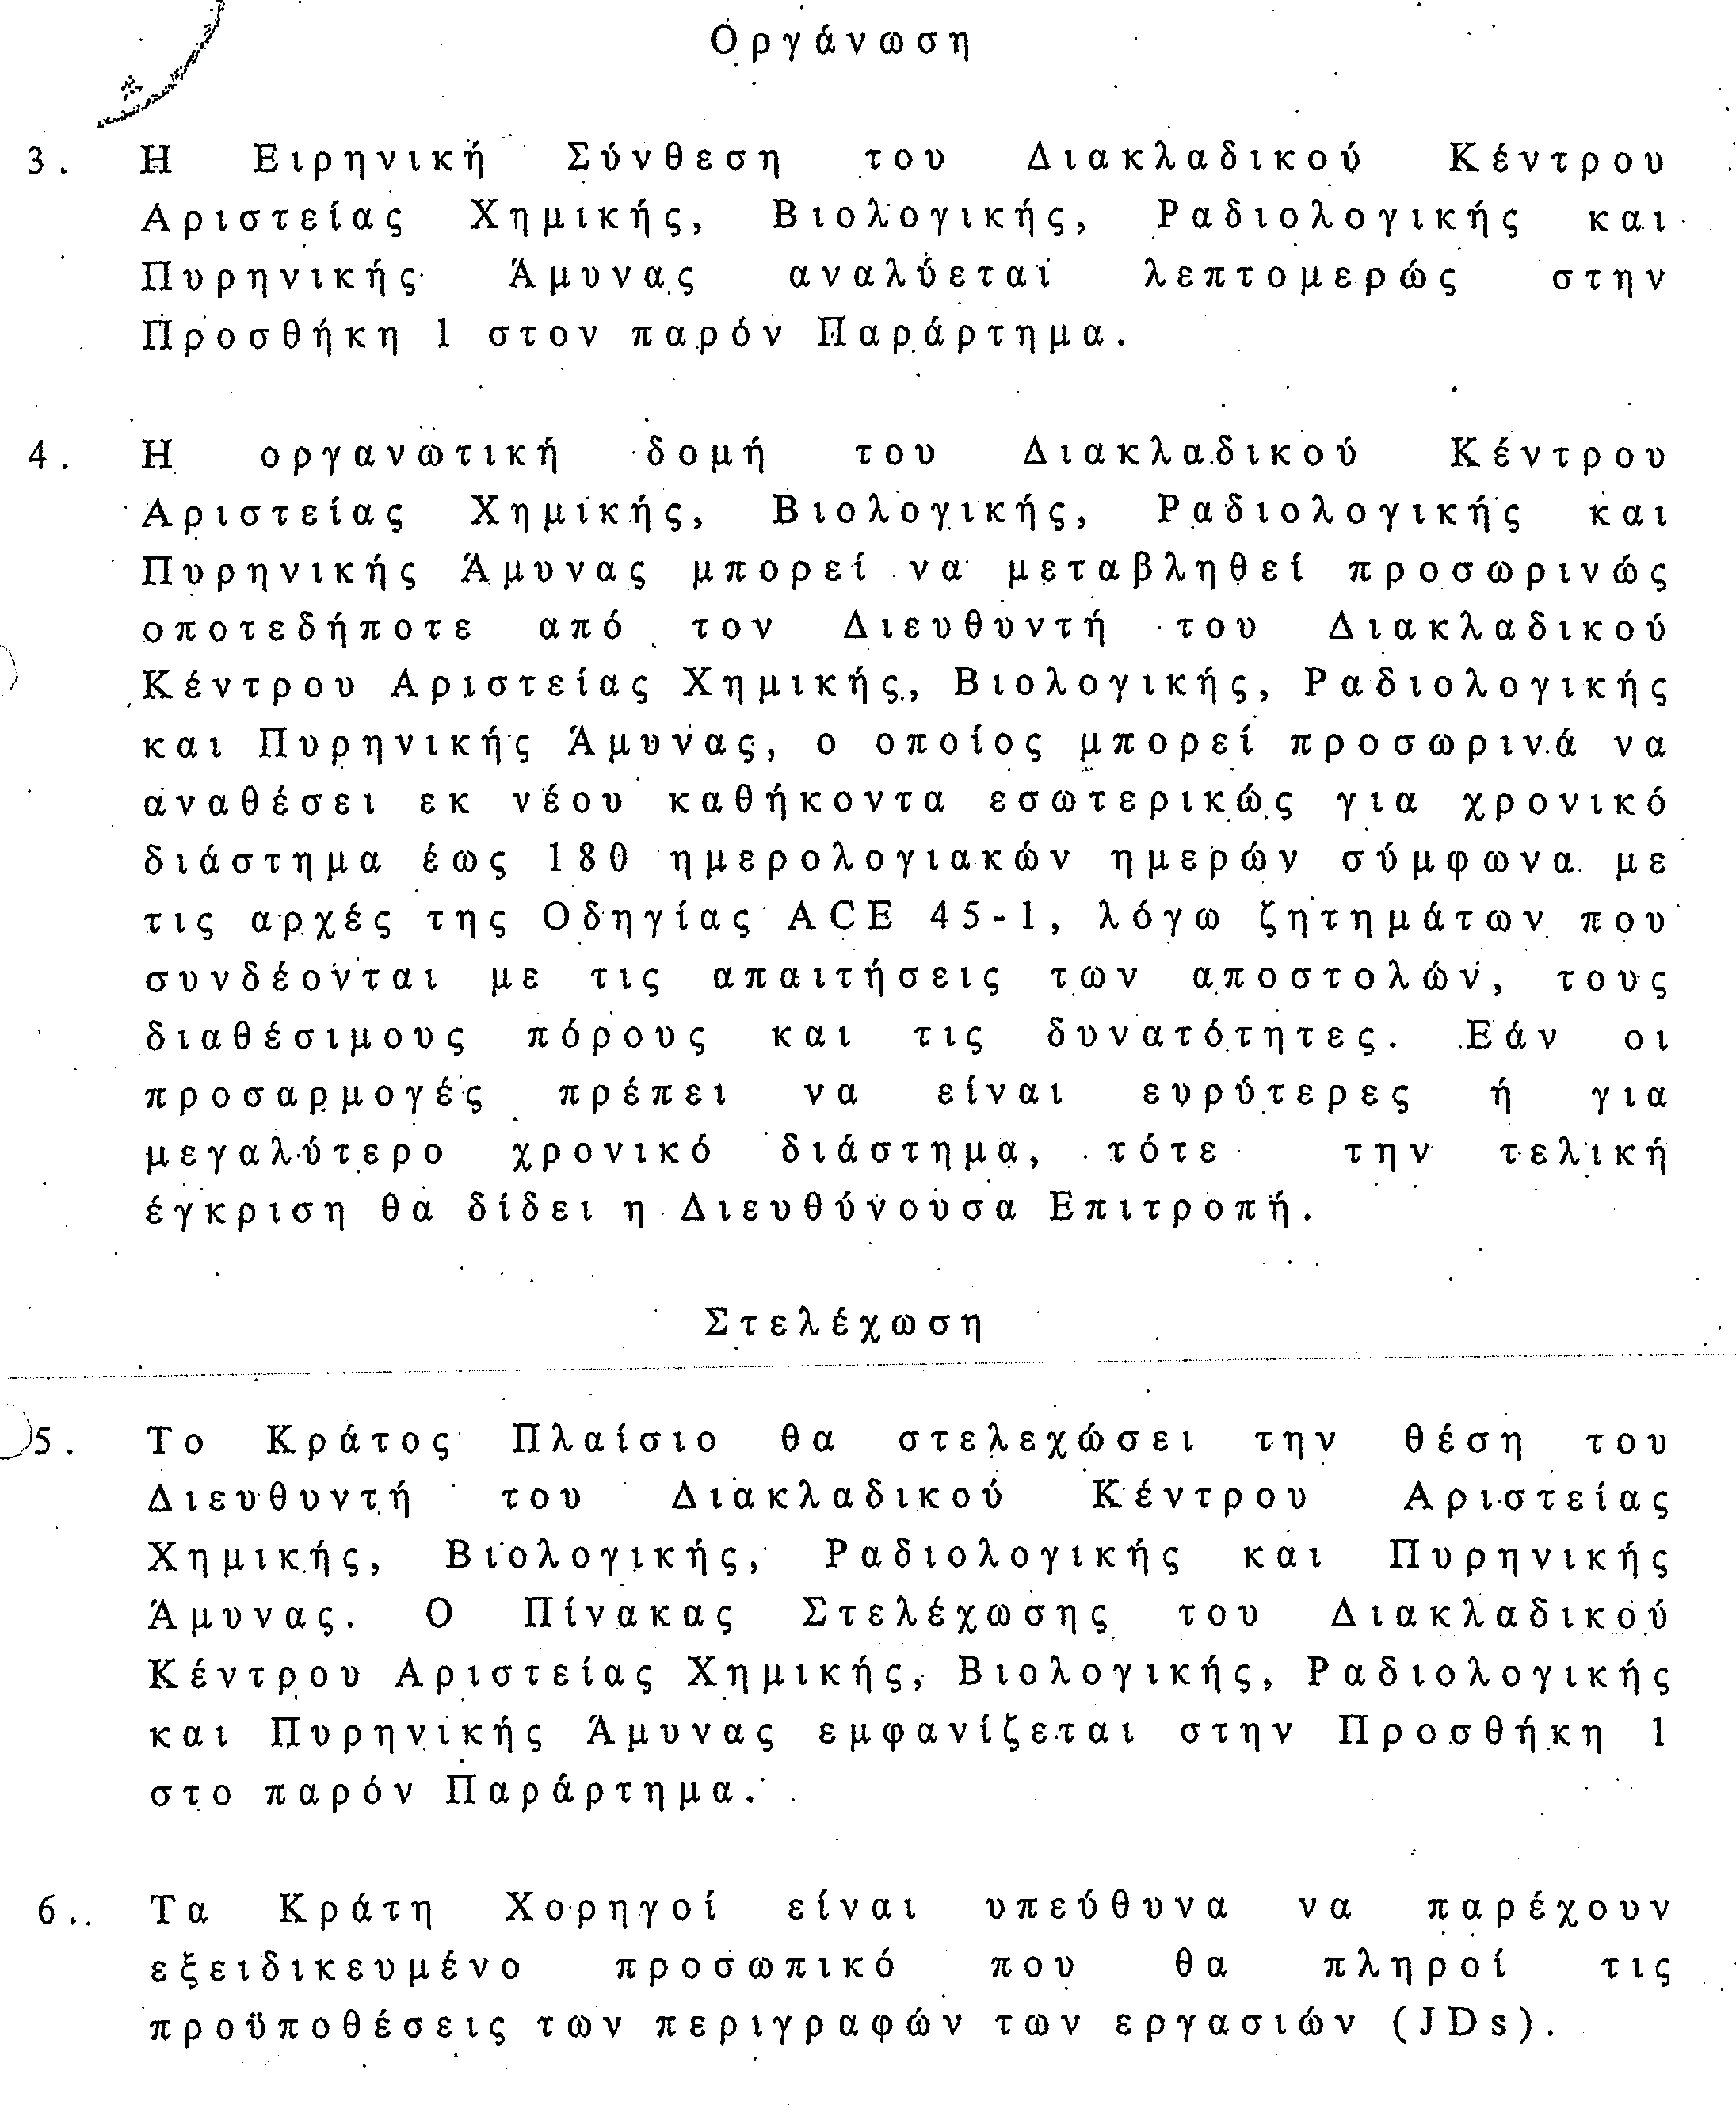 Οργάνωση
3. Η Ειρηνική Σύνθεση του Διακλαδικού Κέντρου
Αριστείας Χημικής, Βιολογικής, Ραδιολογικής και
Πυρηνικής Άμυνας αναλύεται λεπτομερώς στην
Προσθήκη 1 στον παρόν Παράρτημα.
4. Η οργανωτική δομή του Διακλαδικού Κέντρου
Αριστείας Χημικής, Βιολογικής, Ραδιολογικής και
Πυρηνικής Άμυνας μπορεί να μεταβληθεί προσωρινώς
οποτεδήποτε από τον Διευθυντή του Διακλαδικού
Κέντρου Αριστείας Χημικής, Βιολογικής, Ραδιολογικής
και Πυρηνικής Άμυνας, ο οποίος μπορεί προσωρινά να
αναθέσει εκ νέου καθήκοντα εσωτερικώς για χρονικό
διάστημα έως 180 ημερολογιακών ημερών σύμφωνα με
τις αρχές της Οδηγίας ACE 45-1, λόγω ζητημάτων που
συνδέονται με τις απαιτήσεις των αποστολών, τους
διαθέσιμους πόρους και τις δυνατότητες. Εάν οι
προσαρμογές πρέπει να είναι ευρύτερες ή για
μεγαλύτερο χρονικό διάστημα, τότε την τελική
έγκριση θα δίδει η Διευθύνουσα Επιτροπή.
Στελέχωση
5. Το Κράτος Πλαίσιο θα στελεχώσει την θέση του
Διευθυντή του Διακλαδικού Κέντρου Αριστείας
Χημικής, Βιολογικής, Ραδιολογικής και Πυρηνικής
Άμυνας. Ο Πίνακας Στελέχωσης του Διακλαδικού
Κέντρου Αριστείας Χημικής, Βιολογικής, Ραδιολογικής
και Πυρηνικής Άμυνας εμφανίζεται στην Προσθήκη 1
στο παρόν Παράρτημα.
6. Τα Κράτη Χορηγοί είναι υπεύθυνα να παρέχουν
εξειδικευμένο προσωπικό που θα πληροί τις
προϋποθέσεις των περιγραφών των εργασιών (JDs).